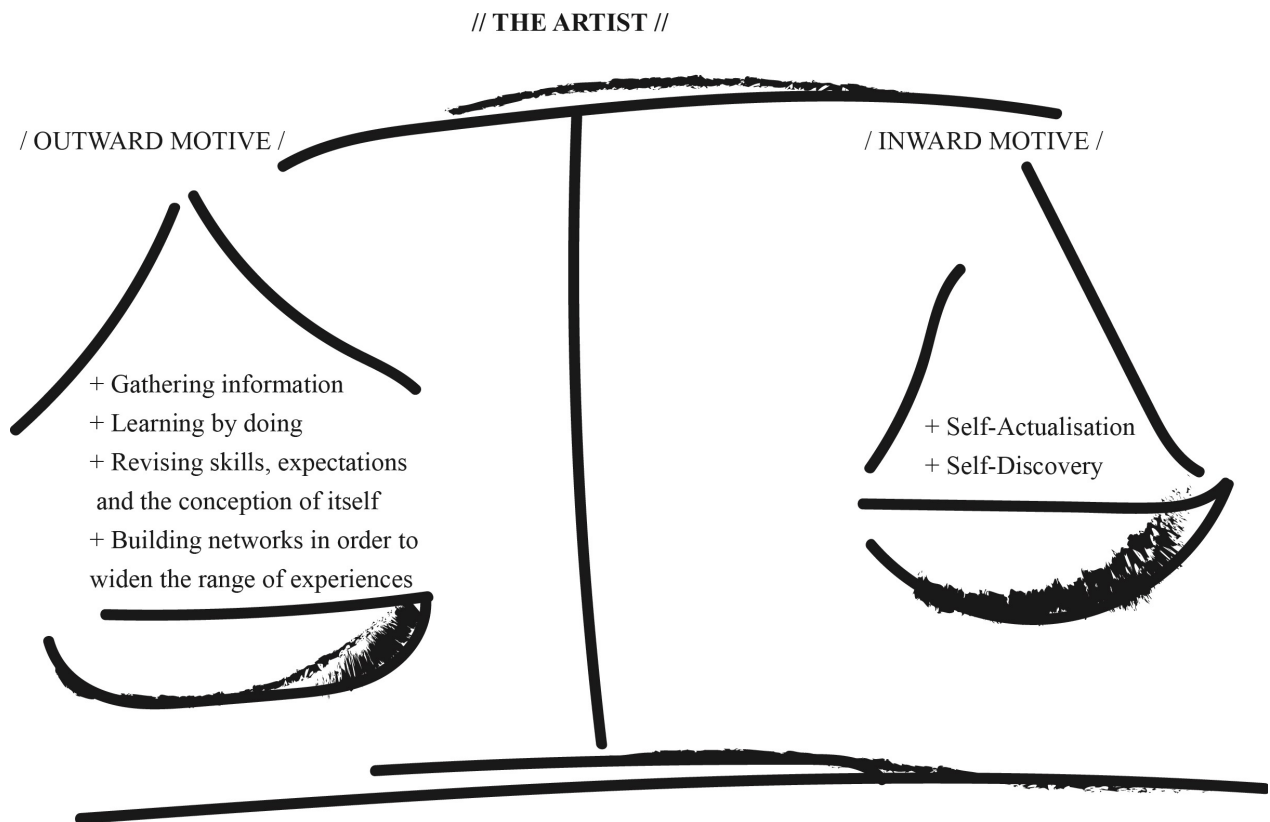 // THE ARTIST //
/ OUTWARD MOTIVE /
+ Gathering information
+ Learning by doing
+ Revising skills, expectations
and the conception of itself
+ Building networks in order to
widen the range of experiences
/ INWARD MOTIVE /
+ Self-Actualisation
+ Self-Discovery